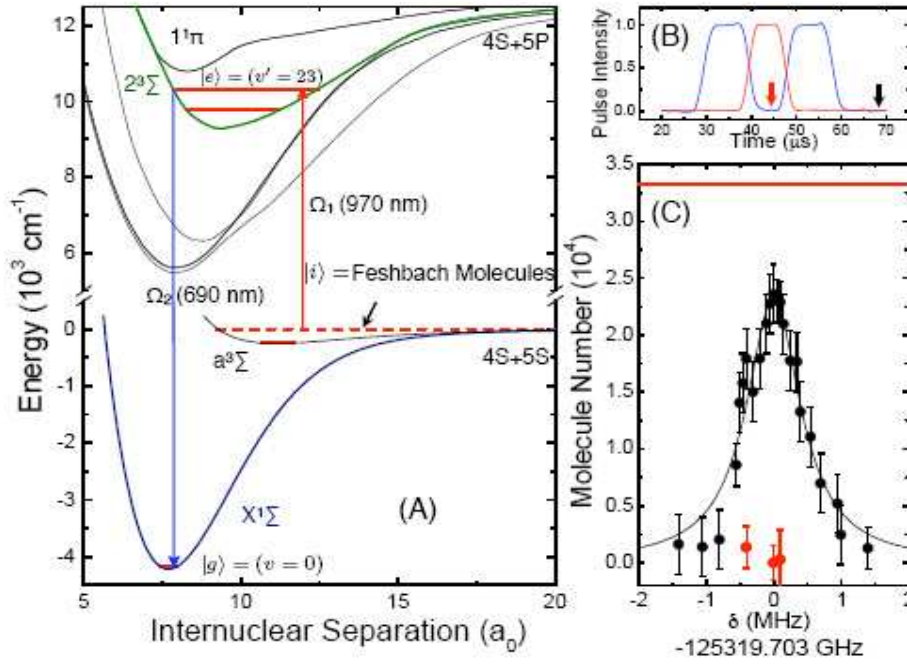 (A)
12
10
8
6
0
-1
-2
-3
-4
Energy (10³ cm⁻¹)
1¹π
4S+5P
2³Σ
|e⟩ = (v' = 23)
Ω₁ (970 nm)
|i⟩ = Feshbach Molecules
Ω₂ (690 nm)
a³Σ
4S+5S
X¹Σ
(A)
|g⟩ = (v = 0)
5
10
15
20
Internuclear Separation (a₀)
(B)
Pulse Intensity
1.0
0.5
0.0
20
30
40
50
60
70
Time (μs)
(C)
Molecule Number (10⁴)
3.5
3.0
2.5
2.0
1.5
1.0
0.5
0.0
-2
-1
0
1
2
δ (MHz)
-125319.703 GHz